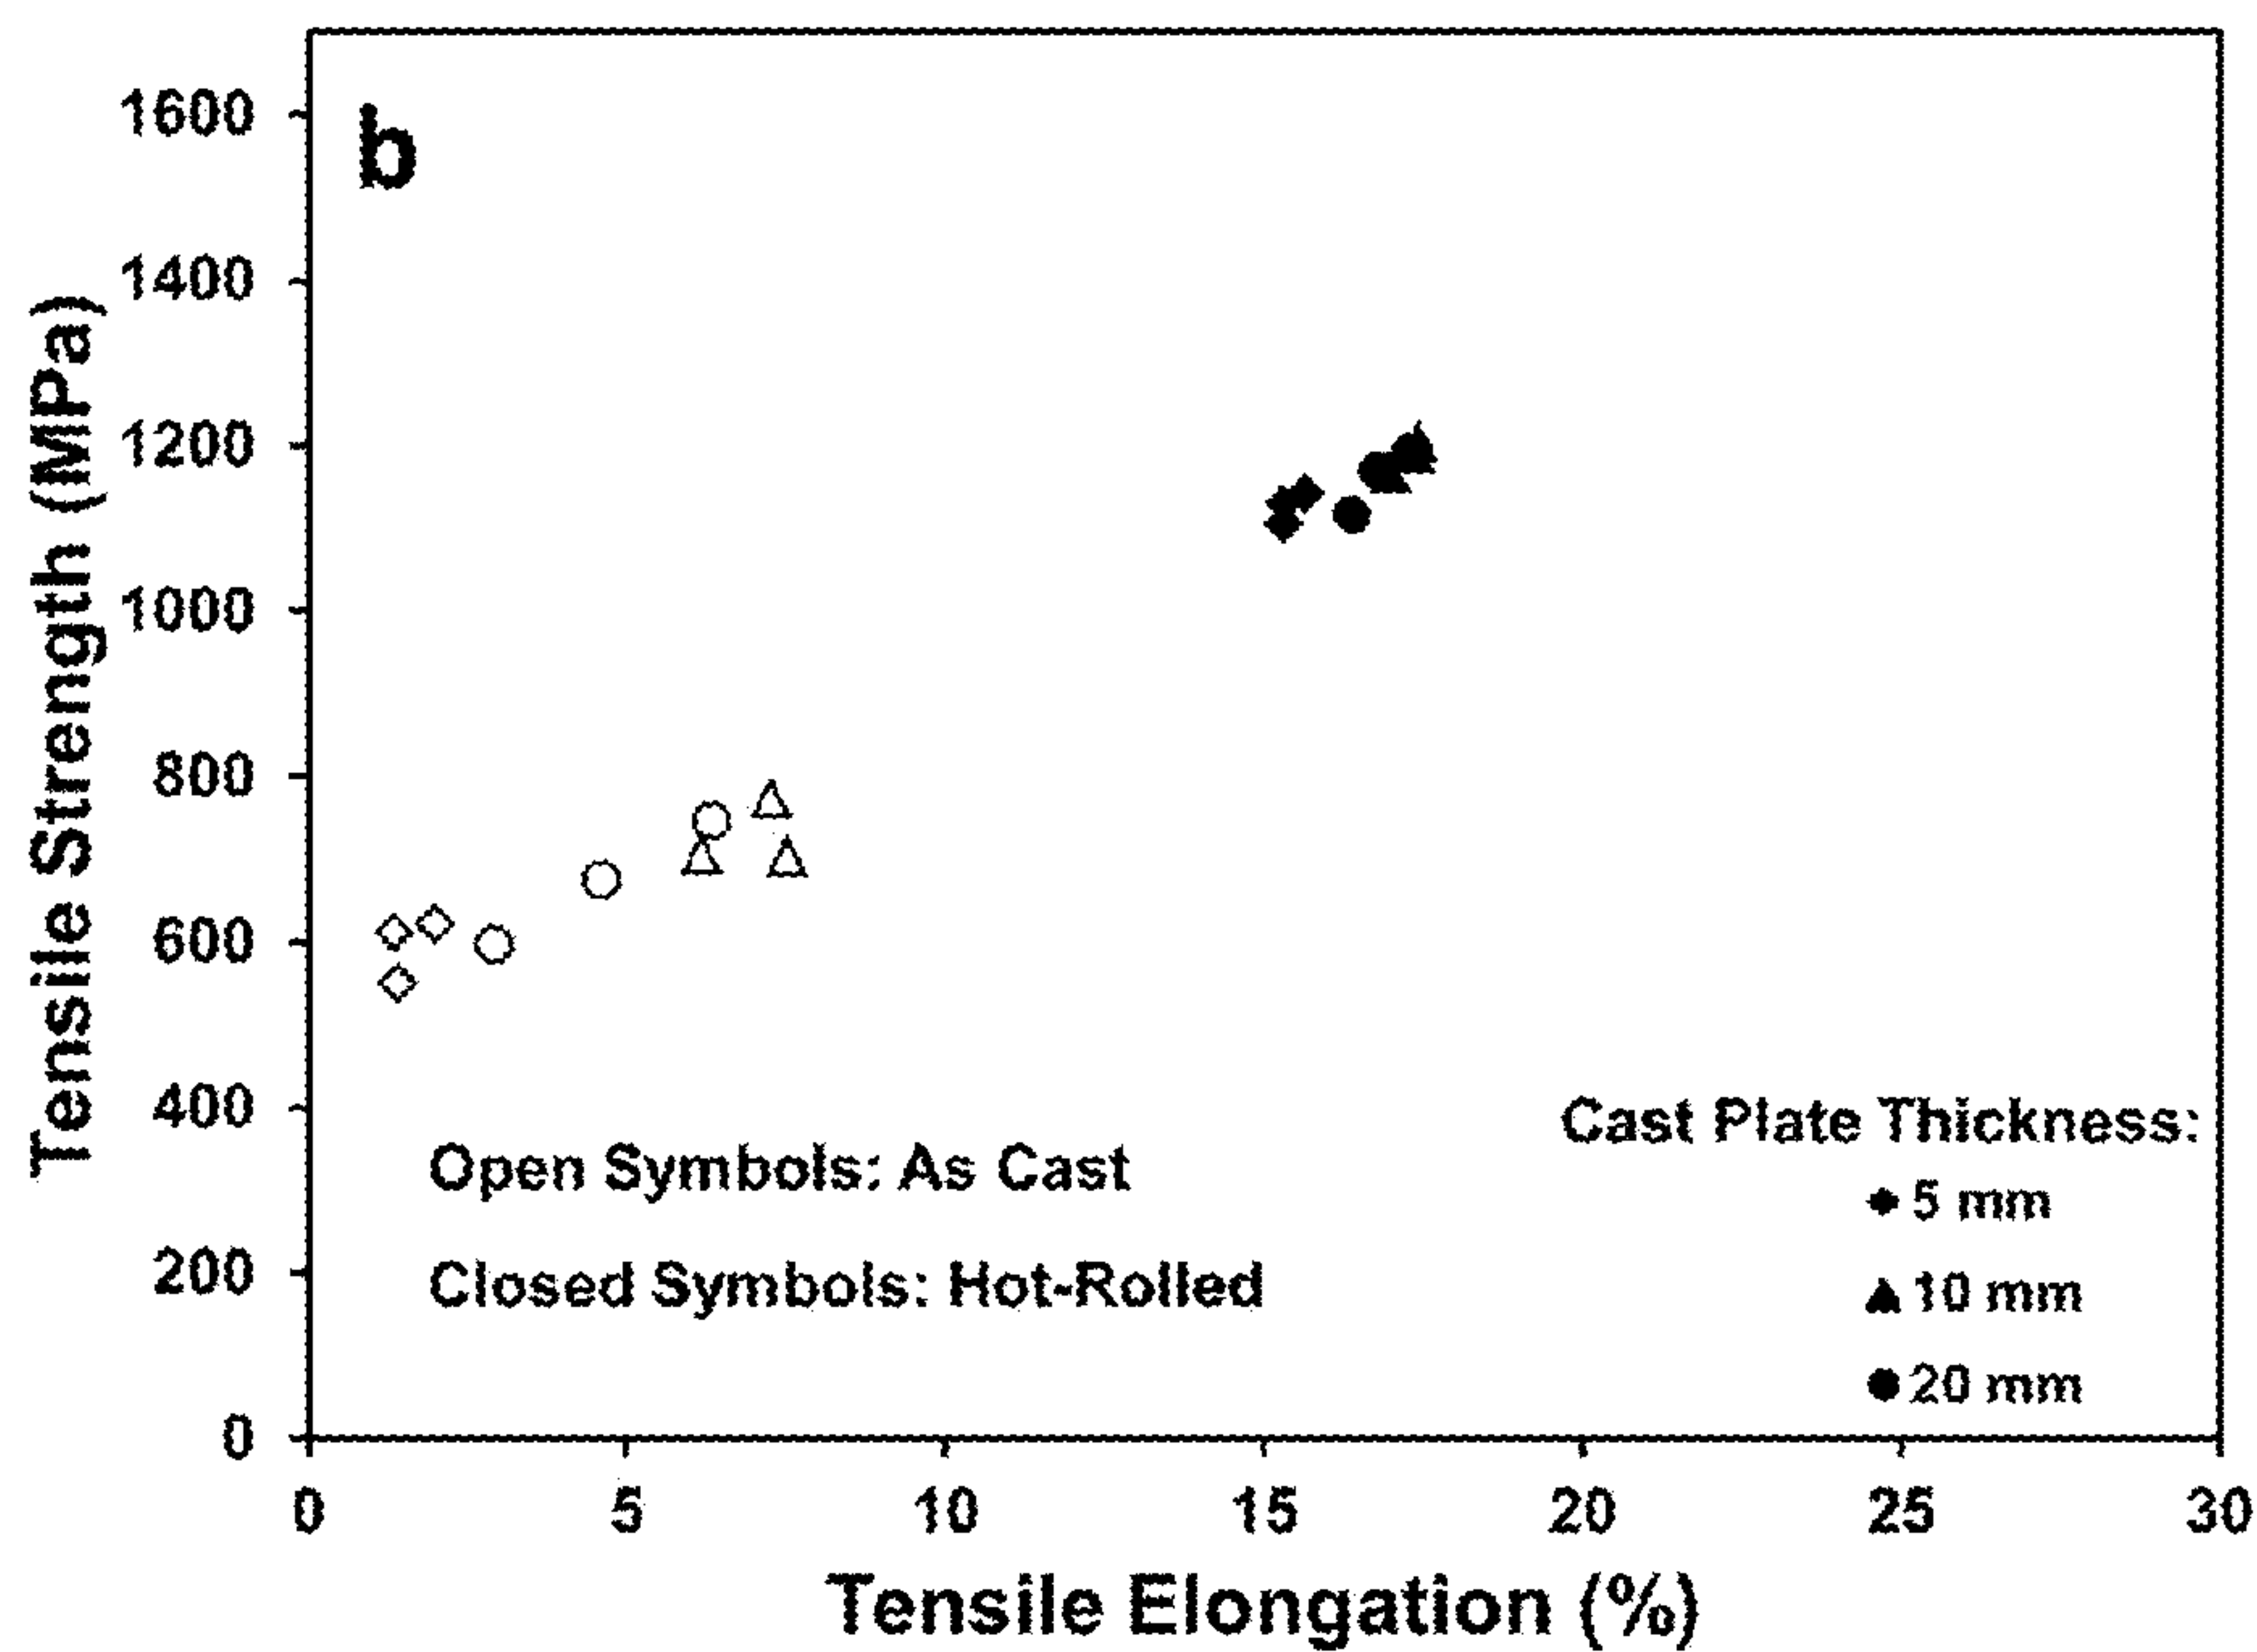 b
Tensile Strength (MPa)
1600
1400
1200
1000
800
600
400
200
0
Open Symbols: As Cast
Closed Symbols: Hot-Rolled
Cast Plate Thickness:
5 mm
10 mm
20 mm
0 5 10 15 20 25 30
Tensile Elongation (%)